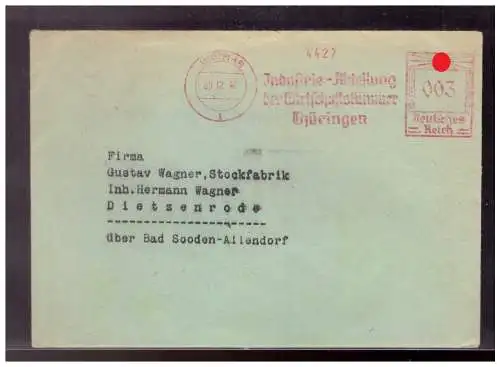 4427
Industrie-Abteilung
der Wirtschaftskammer
Thüringen
003
Deutsches
Reich
Firma
Gustav Wagner,Stockfabrik
Inh.Hermann Wagner
Dietzenrode
--------------------
über Bad Sooden-Allendorf